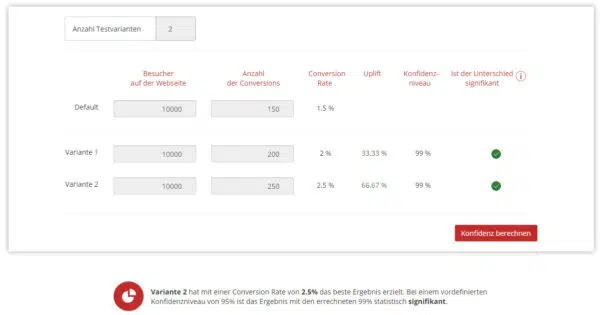 Anzahl Testvarianten 2
Besucher auf der Webseite Anzahl der Conversions Conversion Rate Uplift Konfidenz-niveau Ist der Unterschied signifikant i
Default 10000 150 1.5 %
Variante 1 10000 200 2 % 33.33 % 99 %
Variante 2 10000 250 2.5 % 66.67 % 99 %
Konfidenz berechnen
Variante 2 hat mit einer Conversion Rate von 2.5% das beste Ergebnis erzielt. Bei einem vordefinierten
Konfidenzniveau von 95% ist das Ergebnis mit den errechneten 99% statistisch signifikant.